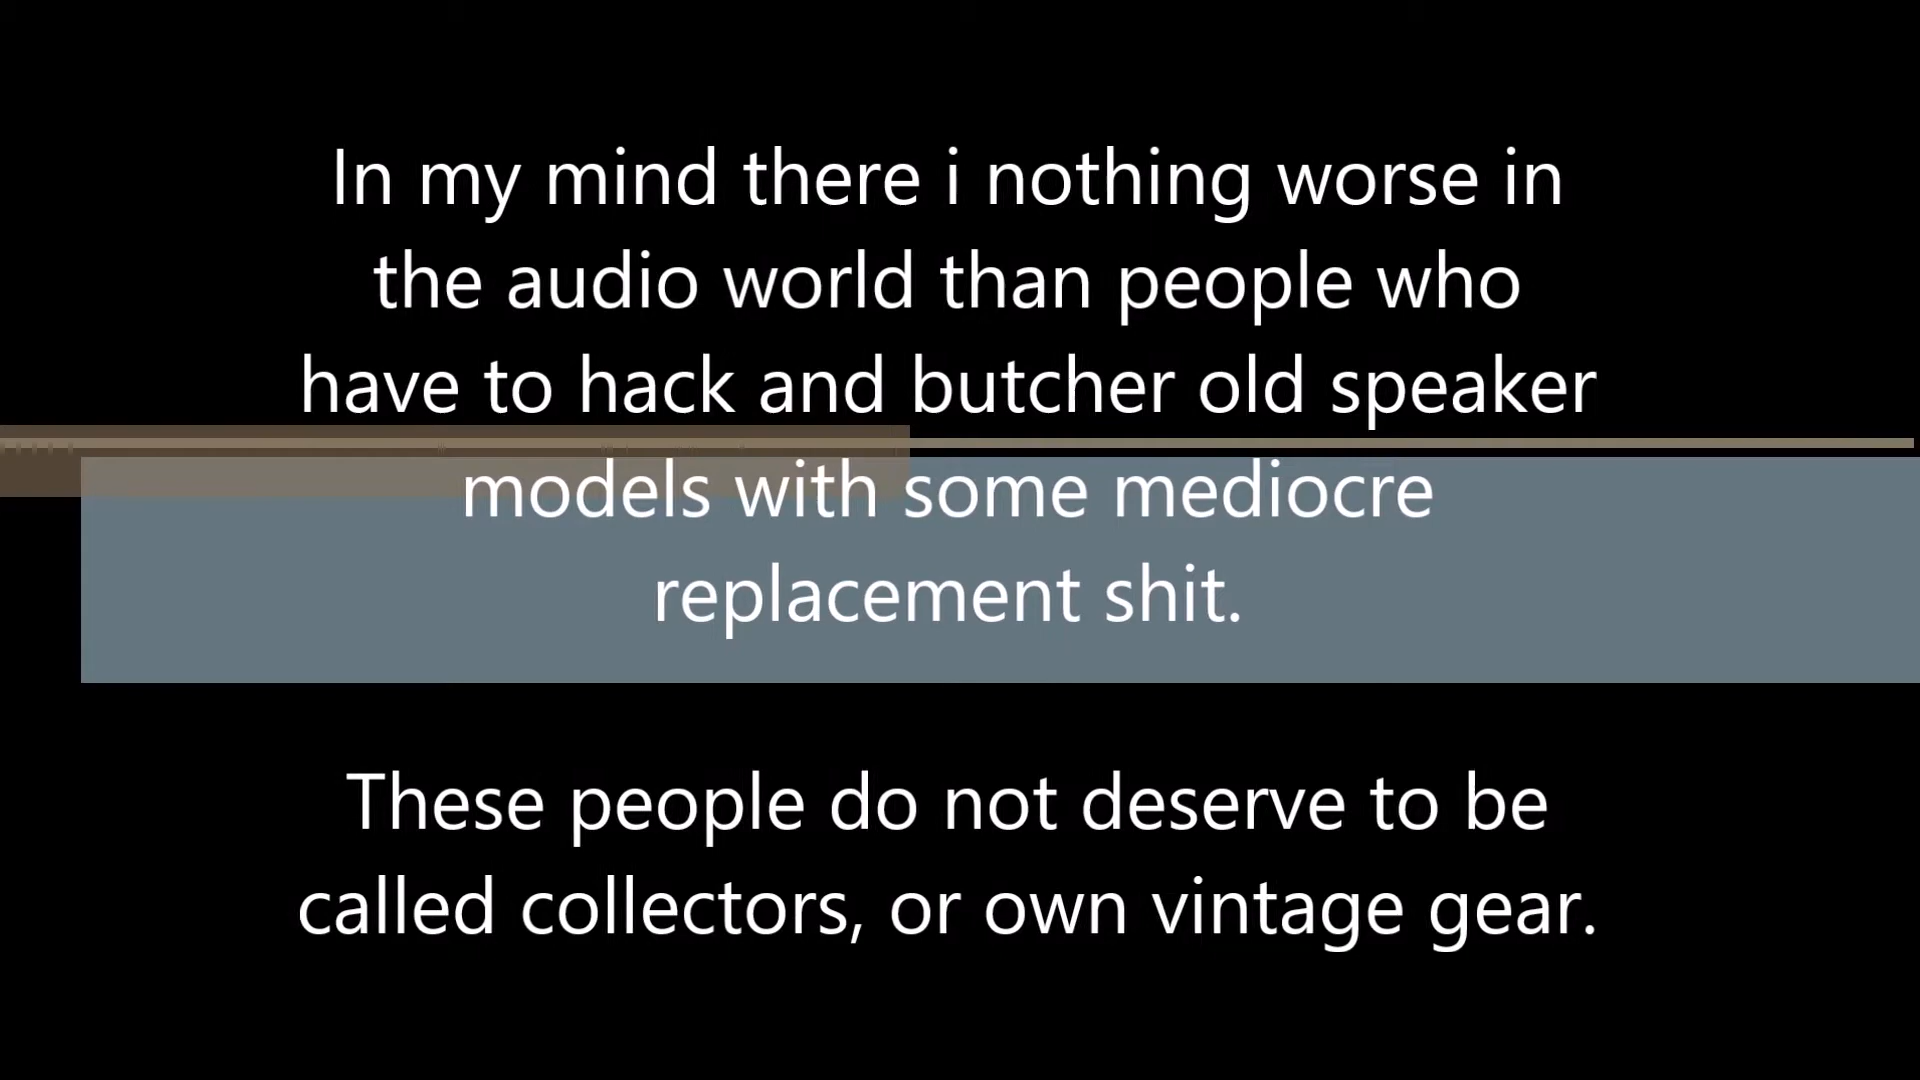 In my mind there i nothing worse in
the audio world than people who
have to hack and butcher old speaker
models with some mediocre
replacement shit.
These people do not deserve to be
called collectors, or own vintage gear.